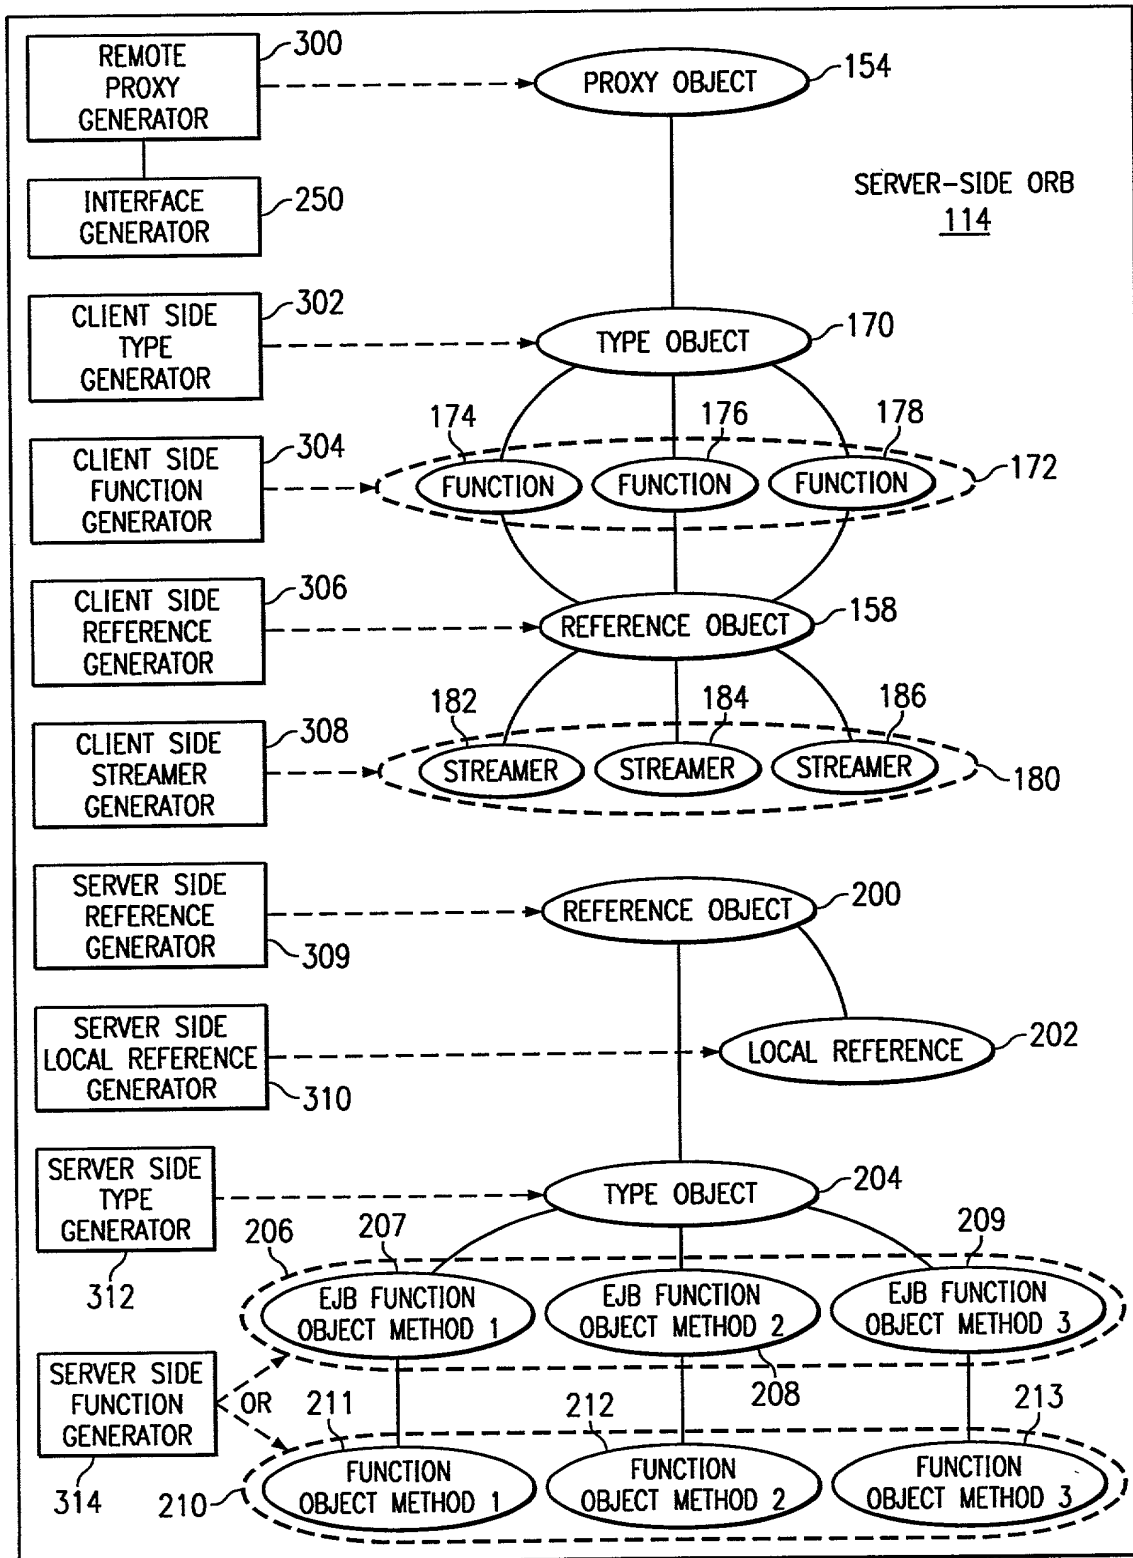 REMOTE
PROXY
GENERATOR
300
PROXY OBJECT
154
INTERFACE
GENERATOR
250
SERVER-SIDE ORB
114
CLIENT SIDE
TYPE
GENERATOR
302
TYPE OBJECT
170
CLIENT SIDE
FUNCTION
GENERATOR
304
174
176
178
FUNCTION
FUNCTION
FUNCTION
172
CLIENT SIDE
REFERENCE
GENERATOR
306
REFERENCE OBJECT
158
CLIENT SIDE
STREAMER
GENERATOR
308
182
184
186
STREAMER
STREAMER
STREAMER
180
SERVER SIDE
REFERENCE
GENERATOR
309
REFERENCE OBJECT
200
SERVER SIDE
LOCAL REFERENCE
GENERATOR
310
LOCAL REFERENCE
202
SERVER SIDE
TYPE
GENERATOR
312
TYPE OBJECT
204
206
207
209
EJB FUNCTION
OBJECT METHOD 1
EJB FUNCTION
OBJECT METHOD 2
EJB FUNCTION
OBJECT METHOD 3
208
SERVER SIDE
FUNCTION
GENERATOR
314
OR
211
212
213
FUNCTION
OBJECT METHOD 1
FUNCTION
OBJECT METHOD 2
FUNCTION
OBJECT METHOD 3
210